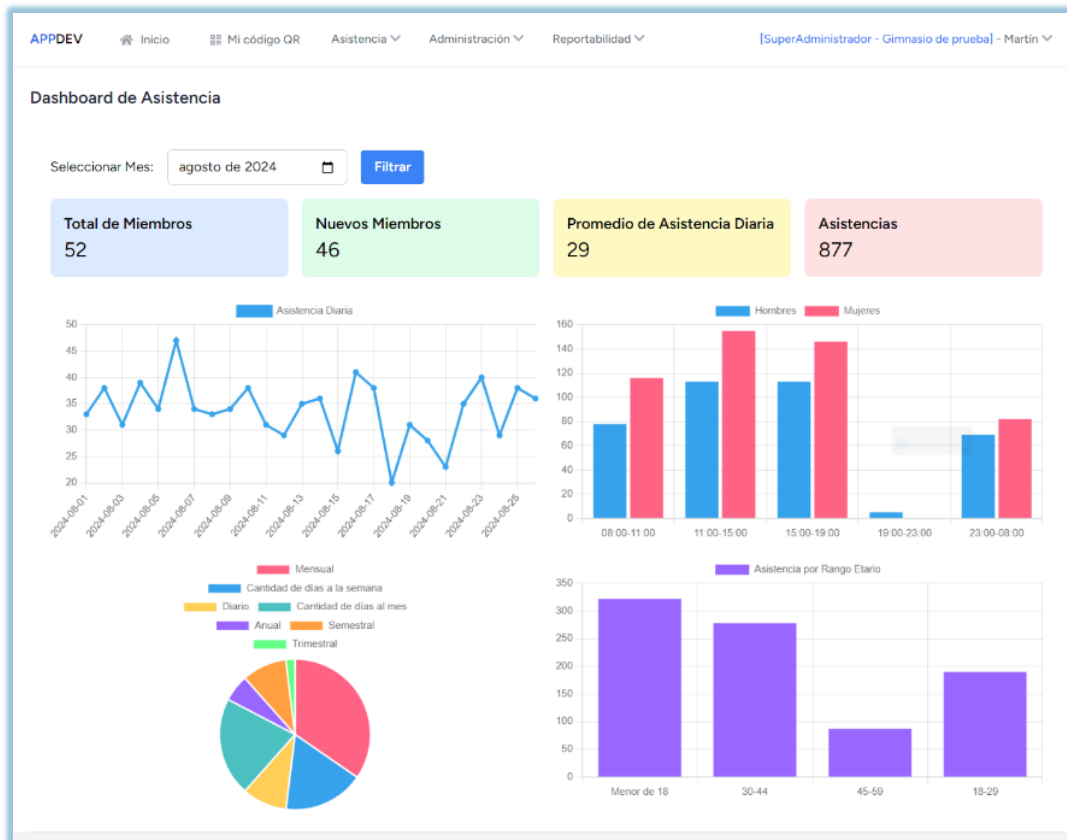 APPDEV Inicio Mi código QR Asistencia Administración Reportabilidad [SuperAdministrador - Gimnasio de prueba] - Martín
Dashboard de Asistencia
Seleccionar Mes: agosto de 2024 Filtrar
Total de Miembros
52
Nuevos Miembros
46
Promedio de Asistencia Diaria
29
Asistencias
877
Asistencia Diaria
50
45
40
35
30
25
20
2024-08-01 2024-08-03 2024-08-05 2024-08-07 2024-08-09 2024-08-11 2024-08-13 2024-08-15 2024-08-17 2024-08-19 2024-08-21 2024-08-23 2024-08-25
Hombres Mujeres
160
140
120
100
80
60
40
20
0
08:00-11:00 11:00-15:00 15:00-19:00 19:00-23:00 23:00-08:00
Mensual
Cantidad de días a la semana
Diario Cantidad de días al mes
Anual Semestral
Trimestral
Asistencia por Rango Etario
350
300
250
200
150
100
50
0
Menor de 18 30-44 45-59 18-29